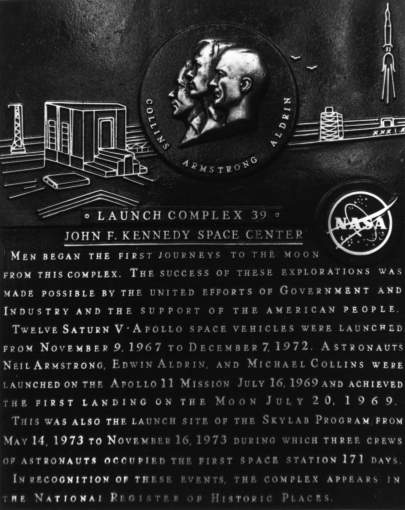 COLLINS ARMSTRONG ALDRIN
◦ LAUNCH COMPLEX 39 ◦
JOHN F. KENNEDY SPACE CENTER
NASA
MEN BEGAN THE FIRST JOURNEYS TO THE MOON
FROM THIS COMPLEX. THE SUCCESS OF THESE EXPLORATIONS WAS
MADE POSSIBLE BY THE UNITED EFFORTS OF GOVERNMENT AND
INDUSTRY AND THE SUPPORT OF THE AMERICAN PEOPLE.
TWELVE SATURN V·APOLLO SPACE VEHICLES WERE LAUNCHED
FROM NOVEMBER 9, 1967 TO DECEMBER 7, 1972. ASTRONAUTS
NEIL ARMSTRONG, EDWIN ALDRIN, AND MICHAEL COLLINS WERE
LAUNCHED ON THE APOLLO 11 MISSION JULY 16, 1969 AND ACHIEVED
THE FIRST LANDING ON THE MOON JULY 20, 1969.
THIS WAS ALSO THE LAUNCH SITE OF THE SKYLAB PROGRAM FROM
MAY 14, 1973 TO NOVEMBER 16, 1973 DURING WHICH THREE CREWS
OF ASTRONAUTS OCCUPIED THE FIRST SPACE STATION 171 DAYS.
IN RECOGNITION OF THESE EVENTS, THE COMPLEX APPEARS IN
THE NATIONAL REGISTER OF HISTORIC PLACES.